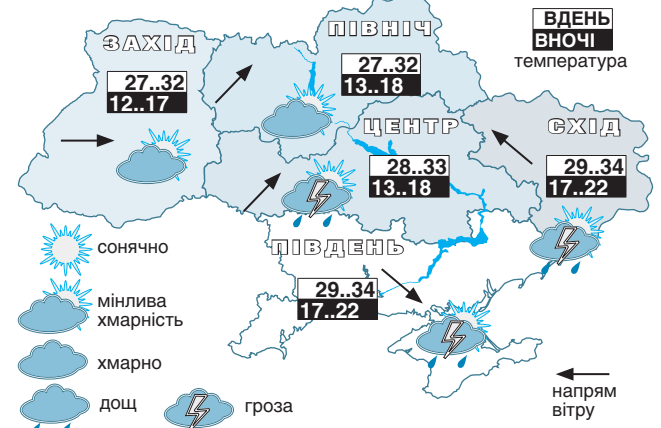 ЗАХІД
27..32
12..17
ПІВНІЧ
27..32
13..18
ВДЕНЬ
ВНОЧІ
температура
ЦЕНТР
28..33
13..18
СХІД
29..34
17..22
ПІВДЕНЬ
29..34
17..22
сонячно
мінлива
хмарність
хмарно
дощ
гроза
напрям
вітру